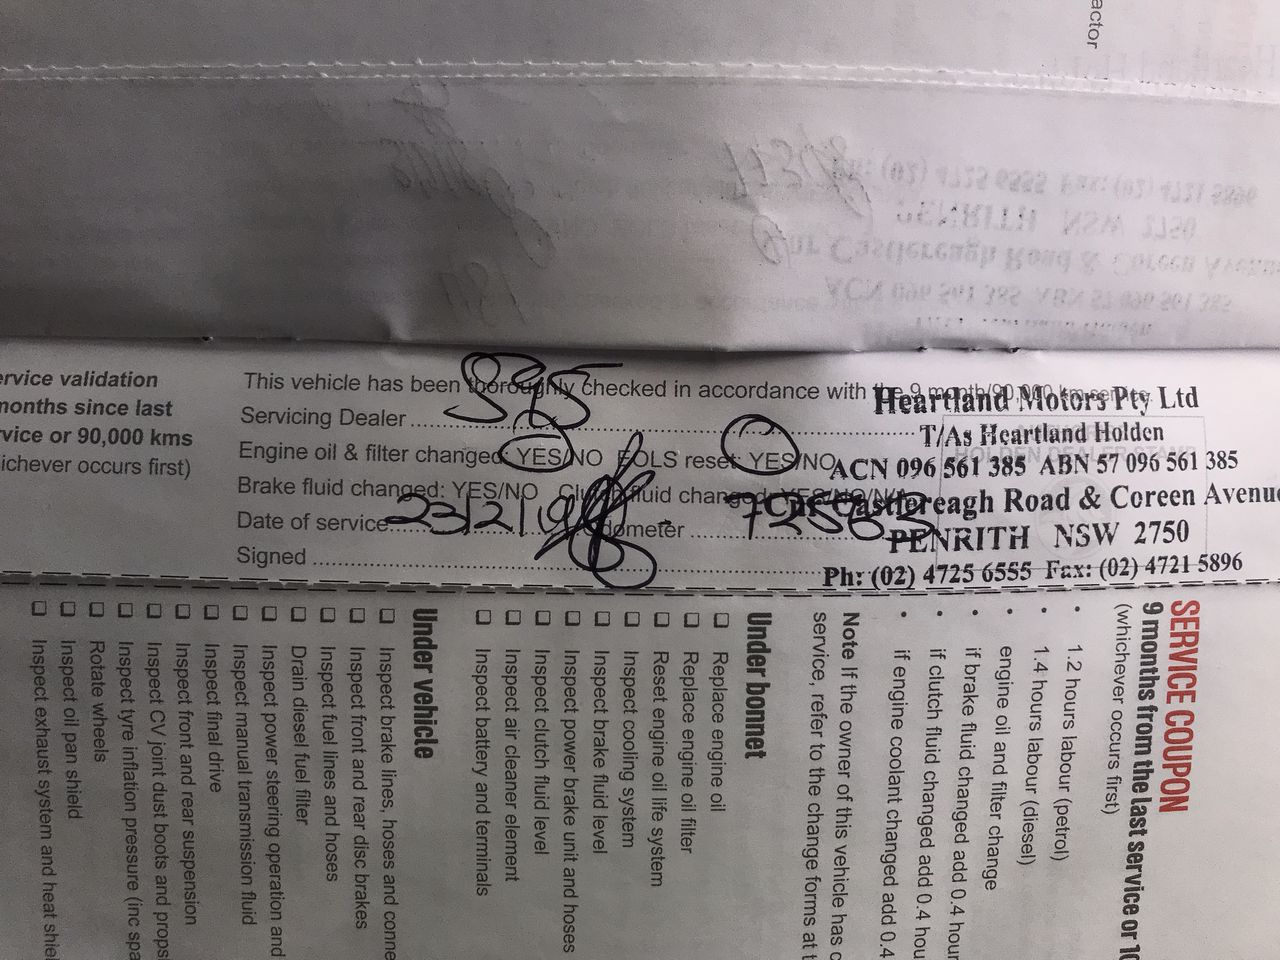 actor
ervice validation
months since last
rvice or 90,000 kms
ichever occurs first)
This vehicle has been thoroughly checked in accordance with the 9 month/90,000 km service.
Servicing Dealer
Engine oil & filter changed: YES/NO EOLS reset: YES/NO
Brake fluid changed: YES/NO Clutch fluid changed: YES/NO/N/A
Date of service 23/2/19 Odometer
Signed
Heartland Motors Pty Ltd
T/As Heartland Holden
ACN 096 561 385 ABN 57 096 561 385
Cnr Castlereagh Road & Coreen Avenue
PENRITH NSW 2750
Ph: (02) 4725 6555 Fax: (02) 4721 5896
SERVICE COUPON
9 months from the last service or 10
(whichever occurs first)
• 1.2 hours labour (petrol)
• 1.4 hours labour (diesel)
• engine oil and filter change
• if brake fluid changed add 0.4 hour
• if clutch fluid changed add 0.4 hou
• if engine coolant changed add 0.4
Note If the owner of this vehicle has c
service, refer to the change forms at t
Under bonnet
Replace engine oil
Replace engine oil filter
Reset engine oil life system
Inspect cooling system
Inspect brake fluid level
Inspect power brake unit and hoses
Inspect clutch fluid level
Inspect air cleaner element
Inspect battery and terminals
Under vehicle
Inspect brake lines, hoses and conne
Inspect front and rear disc brakes
Inspect fuel lines and hoses
Drain diesel fuel filter
Inspect power steering operation and
Inspect manual transmission fluid
Inspect final drive
Inspect front and rear suspension
Inspect CV joint dust boots and props
Inspect tyre inflation pressure (inc spa
Rotate wheels
Inspect oil pan shield
Inspect exhaust system and heat shiel